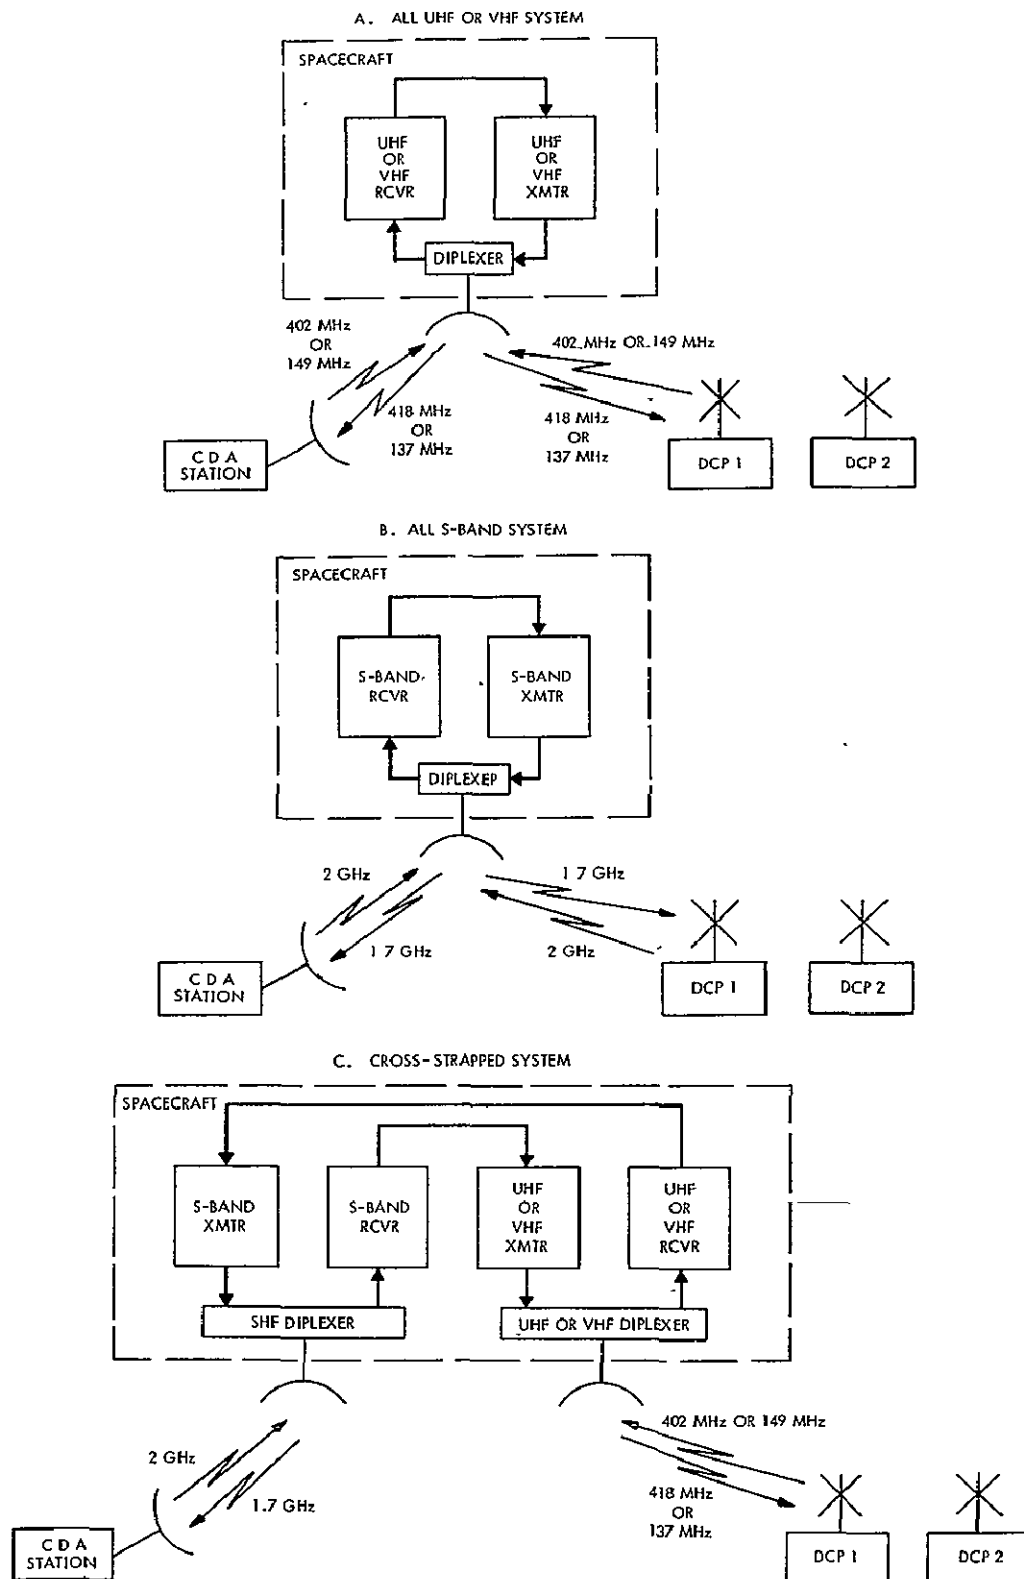 A. ALL UHF OR VHF SYSTEM
SPACECRAFT
UHF
OR
VHF
RCVR
UHF
OR
VHF
XMTR
DIPLEXER
402 MHz
OR
149 MHz
418 MHz
OR
137 MHz
402 MHz OR 149 MHz
418 MHz
OR
137 MHz
C D A
STATION
DCP 1
DCP 2
B. ALL S-BAND SYSTEM
SPACECRAFT
S-BAND
RCVR
S-BAND
XMTR
DIPLEXEP
2 GHz
1 7 GHz
1 7 GHz
2 GHz
C D A
STATION
DCP 1
DCP 2
C. CROSS-STRAPPED SYSTEM
SPACECRAFT
S-BAND
XMTR
S-BAND
RCVR
UHF
OR
VHF
XMTR
UHF
OR
VHF
RCVR
SHF DIPLEXER
UHF OR VHF DIPLEXER
2 GHz
1.7 GHz
402 MHz OR 149 MHz
418 MHz
OR
137 MHz
C D A
STATION
DCP 1
DCP 2